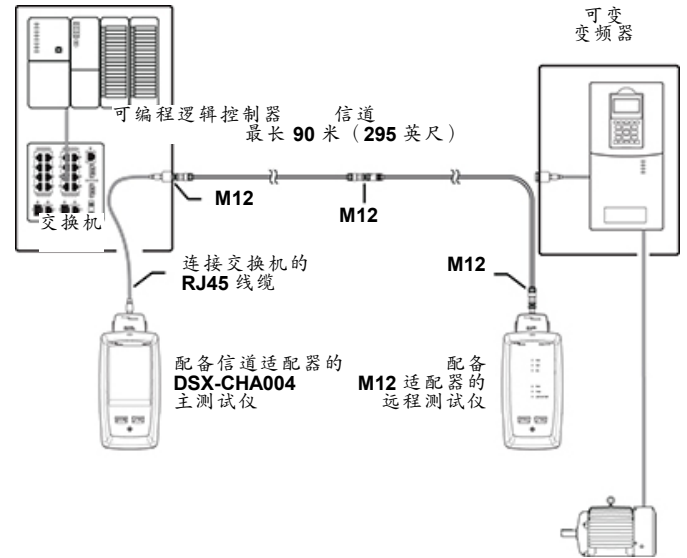 可变
变频器
可编程逻辑控制器
信道
最长 90 米（295 英尺）
M12
M12
交换机
连接交换机的
RJ45 线缆
M12
配备信道适配器的
DSX-CHA004
主测试仪
配备
M12 适配器的
远程测试仪